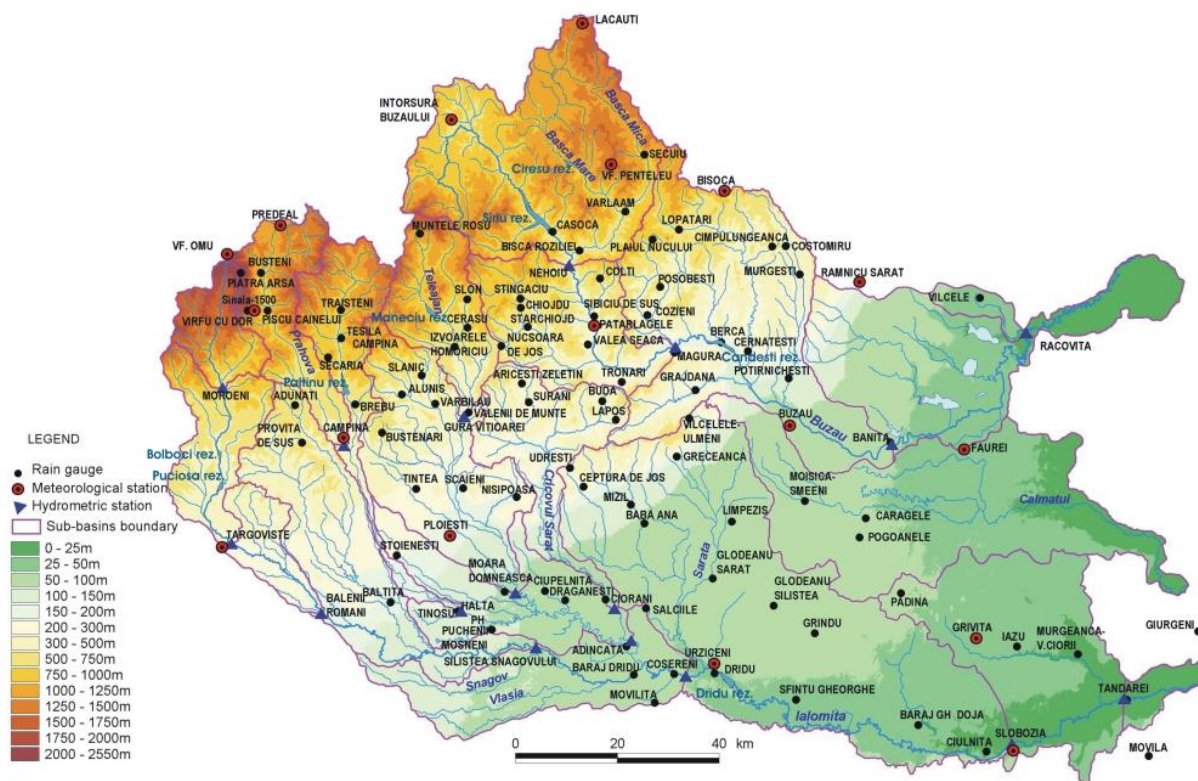 LACAUTI
INTORSURA
BUZAULUI
Basca Mica
Basca Mare
SECUIU
Ciresu rez.
VF. PENTELEU
BISOCA
VARLAAM
PREDEAL
MUNTELE ROSU
Siriu rez.
CASOCA
LOPATARI
CIMPULUNGEANCA
COSTOMIRU
VF. OMU
BISCA ROZILIEI
PLAIUL NUCULUI
BUSTENI
PIATRA ARSA
Teleajan
NEHOIU
COLTI
POSOBESTI
MURGESTI
RAMNICU SARAT
Sinaia-1500
TRAISTENI
SLON
STINGACIU
CHIOJDU
SIBICIU DE SUS
VILCELE
VIRFU CU DOR
PISCU CAINELUI
Maneciu rez.
CERASU
STARCHIOJD
COZIENI
PATARLAGELE
Prahova
TESILA
CAMPINA
IZVOARELE
HOMORICIU
NUCSOARA
DE JOS
VALEA SEACA
BERCA
CERNATESTI
RACOVITA
SECARIA
MAGURA
Candesti rez.
SLANIC
ARICESTI ZELETIN
TRONARI
GRAJDANA
POTIRNICHESTI
MOROENI
Paltinu rez.
ADUNATI
BREBU
ALUNIS
VARBILAU
SURANI
BUDA
LAPOS
VALENII DE MUNTE
GURA VITIOAREI
BUZAU
Buzau
PROVITA
DE SUS
CAMPINA
BUSTENARI
VILCELELE-
ULMENI
BANITA
FAUREI
LEGEND
Bolboci rez.
Puciosa rez.
UDRESTI
GRECEANCA
Rain gauge
Meteorological station
Hydrometric station
Sub-basins boundary
TINTEA
SCAIENI
NISIPOASA
Cricovul Sarat
CEPTURA DE JOS
MIZIL
MOISICA-
SMEENI
Calmatui
BABA ANA
LIMPEZIS
CARAGELE
TARGOVISTE
PLOIESTI
POGOANELE
0 - 25m
25 - 50m
50 - 100m
100 - 150m
150 - 200m
200 - 300m
300 - 500m
500 - 750m
750 - 1000m
1000 - 1250m
1250 - 1500m
1500 - 1750m
1750 - 2000m
2000 - 2550m
STOIENESTI
MOARA
DOMNEASCA
CIUPELNITA
DRAGANESTI
CIORANI
Sarata
GLODEANU
SARAT
GLODEANU
SILISTEA
BALENI
ROMANI
BALTITA
TINOSU
HALTA
PH
PUCHENII
MOSNENI
SALCIILE
PADINA
GRINDU
GRIVITA
IAZU
MURGEANCA-
V.CIORII
GIURGENI
SILISTEA SNAGOVULUI
ADINCATA
URZICENI
Snagov
Vlasia
BARAJ DRIDU
COSERENI
DRIDU
MOVILITA
Dridu rez.
SFINTU GHEORGHE
TANDAREI
Ialomita
BARAJ GH DOJA
CIULNITA
SLOBOZIA
MOVILA
0 20 40 km